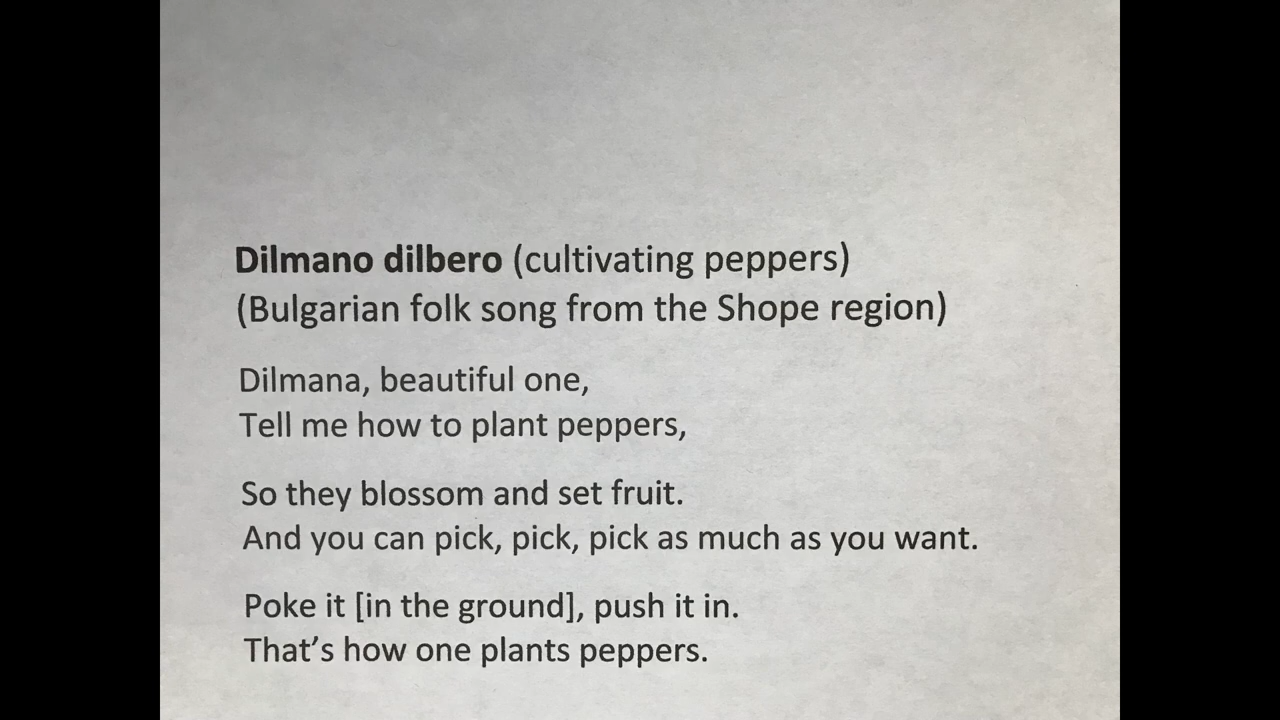 Dilmano dilbero (cultivating peppers)
(Bulgarian folk song from the Shope region)
Dilmana, beautiful one,
Tell me how to plant peppers,
So they blossom and set fruit.
And you can pick, pick, pick as much as you want.
Poke it [in the ground], push it in.
That’s how one plants peppers.